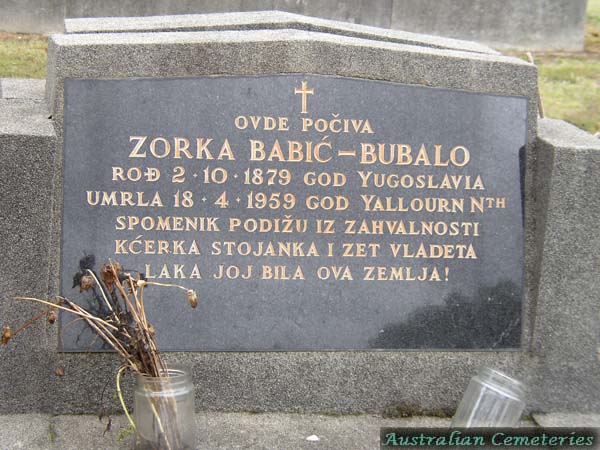 OVDE POČIVA
ZORKA BABIĆ-BUBALO
ROĐ 2·10·1879 GOD YUGOSLAVIA
UMRLA 18·4·1959 GOD YALLOURN NTH
SPOMENIK PODIŽU IZ ZAHVALNOSTI
KĆERKA STOJANKA I ZET VLADETA
LAKA JOJ BILA OVA ZEMLJA!
Australian Cemeteries